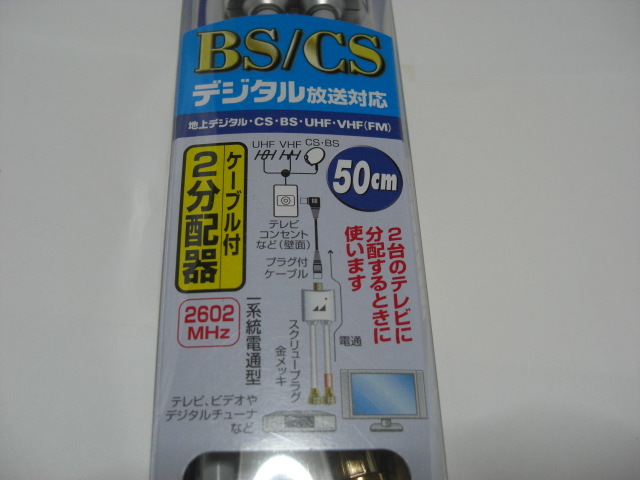 BS/CS
デジタル放送対応
地上デジタル・CS・BS・UHF・VHF(FM)
ケーブル付
2分配器
2602
MHz
一系統電通型
UHF VHF CS・BS
テレビ
コンセント
など(壁面)
プラグ付
ケーブル
スクリュープラグ
金メッキ
電通
テレビ、ビデオや
デジタルチューナ
など
50cm
2台のテレビに
分配するときに
使います